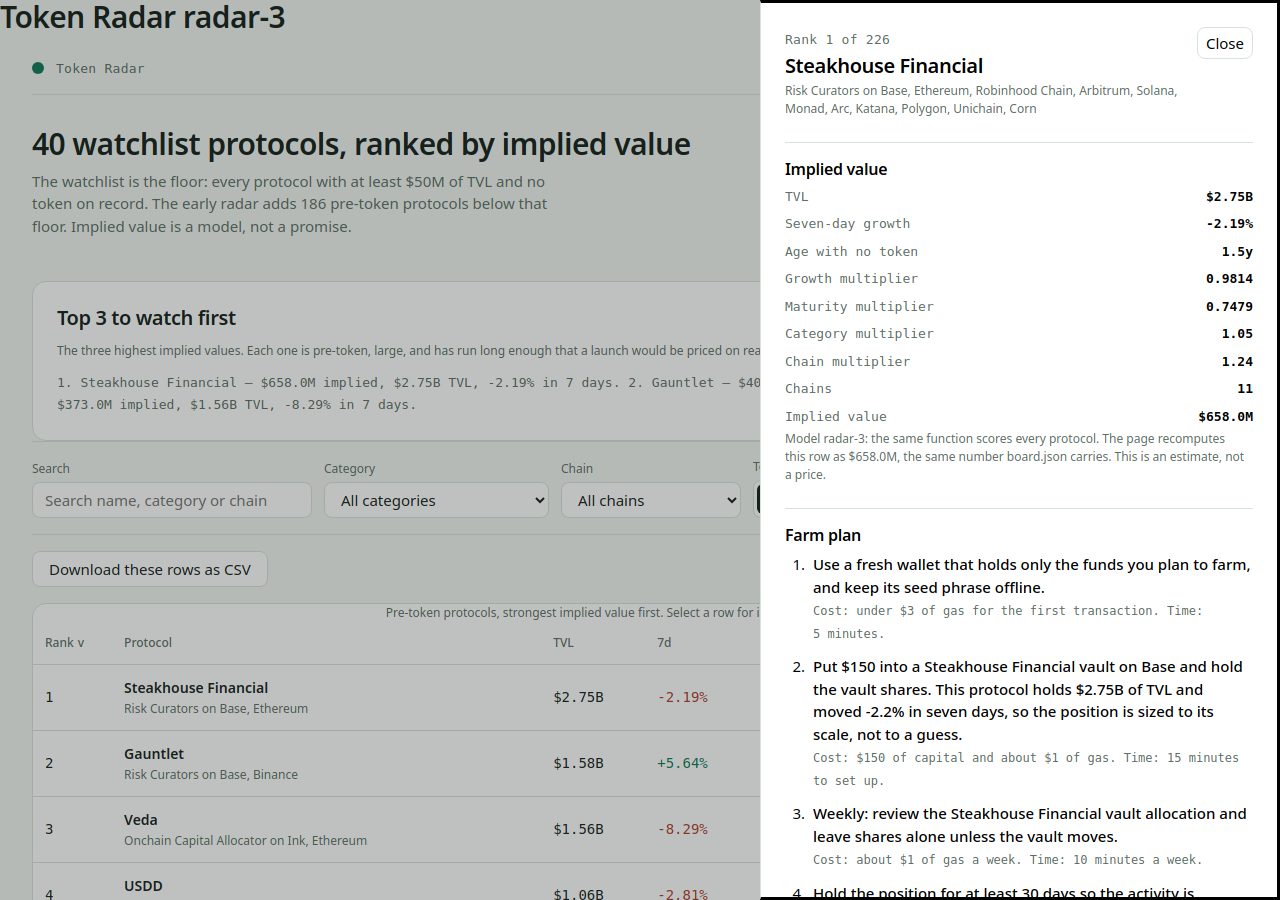 Token Radar radar-3
Token Radar
40 watchlist protocols, ranked by implied value
The watchlist is the floor: every protocol with at least $50M of TVL and no
token on record. The early radar adds 186 pre-token protocols below that
floor. Implied value is a model, not a promise.
Top 3 to watch first
The three highest implied values. Each one is pre-token, large, and has run long enough that a launch would be priced on rea
1. Steakhouse Financial — $658.0M implied, $2.75B TVL, -2.19% in 7 days. 2. Gauntlet — $40
$373.0M implied, $1.56B TVL, -8.29% in 7 days.
Search
Category
Chain
Search name, category or chain
All categories
All chains
Download these rows as CSV
Pre-token protocols, strongest implied value first. Select a row for i
Rank v
Protocol
TVL
7d
1
Steakhouse Financial
$2.75B
-2.19%
Risk Curators on Base, Ethereum
2
Gauntlet
$1.58B
+5.64%
Risk Curators on Base, Binance
3
Veda
$1.56B
-8.29%
Onchain Capital Allocator on Ink, Ethereum
4
USDD
$1.06B
-2.81%
Rank 1 of 226
Close
Steakhouse Financial
Risk Curators on Base, Ethereum, Robinhood Chain, Arbitrum, Solana,
Monad, Arc, Katana, Polygon, Unichain, Corn
Implied value
TVL $2.75B
Seven-day growth -2.19%
Age with no token 1.5y
Growth multiplier 0.9814
Maturity multiplier 0.7479
Category multiplier 1.05
Chain multiplier 1.24
Chains 11
Implied value $658.0M
Model radar-3: the same function scores every protocol. The page recomputes
this row as $658.0M, the same number board.json carries. This is an estimate, not
a price.
Farm plan
1. Use a fresh wallet that holds only the funds you plan to farm,
and keep its seed phrase offline.
Cost: under $3 of gas for the first transaction. Time:
5 minutes.
2. Put $150 into a Steakhouse Financial vault on Base and hold
the vault shares. This protocol holds $2.75B of TVL and
moved -2.2% in seven days, so the position is sized to its
scale, not to a guess.
Cost: $150 of capital and about $1 of gas. Time: 15 minutes
to set up.
3. Weekly: review the Steakhouse Financial vault allocation and
leave shares alone unless the vault moves.
Cost: about $1 of gas a week. Time: 10 minutes a week.
4. Hold the position for at least 30 days so the activity is